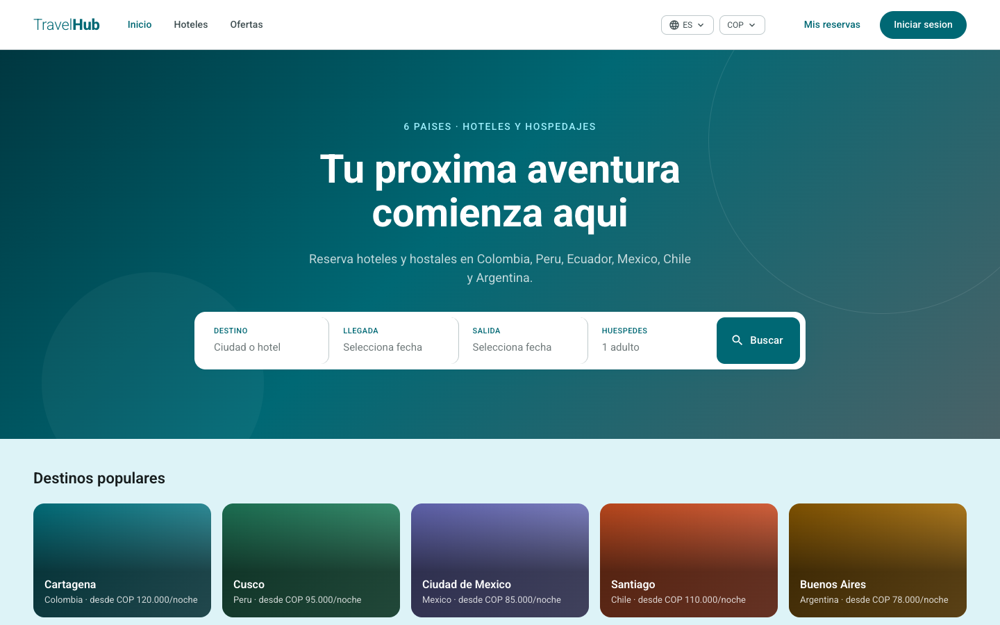 TravelHub
Inicio
Hoteles
Ofertas
ES
COP
Mis reservas
Iniciar sesion
6 PAISES · HOTELES Y HOSPEDAJES
Tu proxima aventura
comienza aqui
Reserva hoteles y hostales en Colombia, Peru, Ecuador, Mexico, Chile
y Argentina.
DESTINO
Ciudad o hotel
LLEGADA
Selecciona fecha
SALIDA
Selecciona fecha
HUESPEDES
1 adulto
Buscar
Destinos populares
Cartagena
Colombia · desde COP 120.000/noche
Cusco
Peru · desde COP 95.000/noche
Ciudad de Mexico
Mexico · desde COP 85.000/noche
Santiago
Chile · desde COP 110.000/noche
Buenos Aires
Argentina · desde COP 78.000/noche